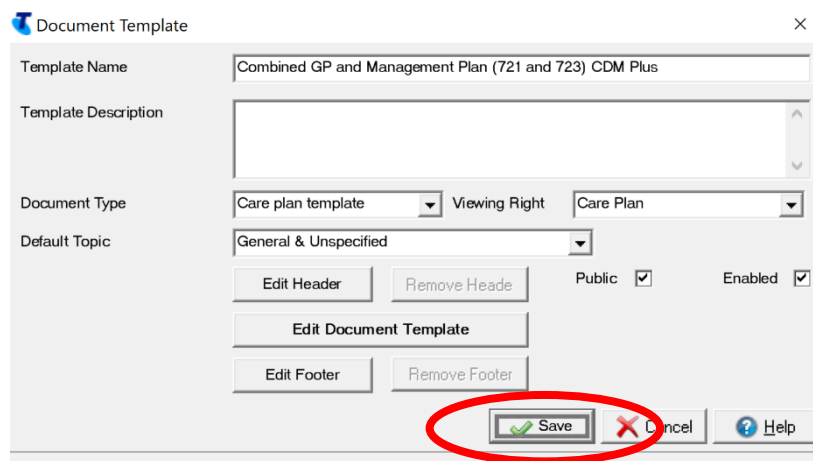 Document Template
Template Name Combined GP and Management Plan (721 and 723) CDM Plus
Template Description
Document Type Care plan template Viewing Right Care Plan
Default Topic General & Unspecified
Edit Header Remove Heade Public Enabled
Edit Document Template
Edit Footer Remove Footer
Save Cancel Help